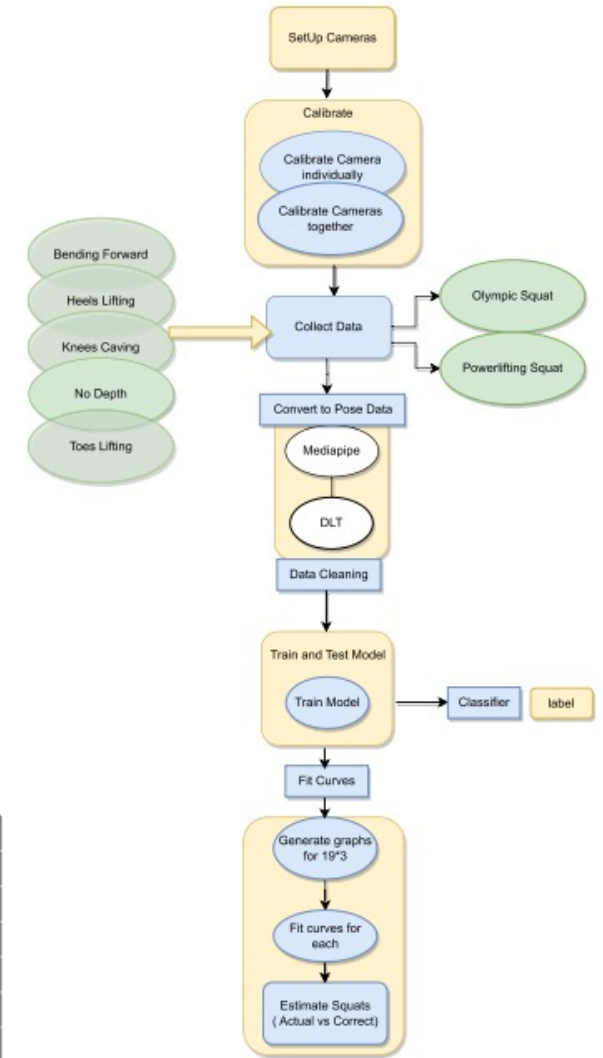 SetUp Cameras
Calibrate
Calibrate Camera
individually
Calibrate Cameras
together
Bending Forward
Heels Lifting
Knees Caving
No Depth
Toes Lifting
Collect Data
Olympic Squat
Powerlifting Squat
Convert to Pose Data
Mediapipe
DLT
Data Cleaning
Train and Test Model
Train Model
Classifier
label
Fit Curves
Generate graphs
for 19*3
Fit curves for
each
Estimate Squats
( Actual vs Correct)